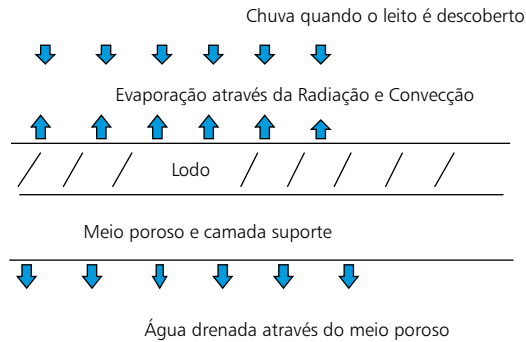 Chuva quando o leito é descoberto
Evaporação através da Radiação e Convecção
Lodo
Meio poroso e camada suporte
Água drenada através do meio poroso